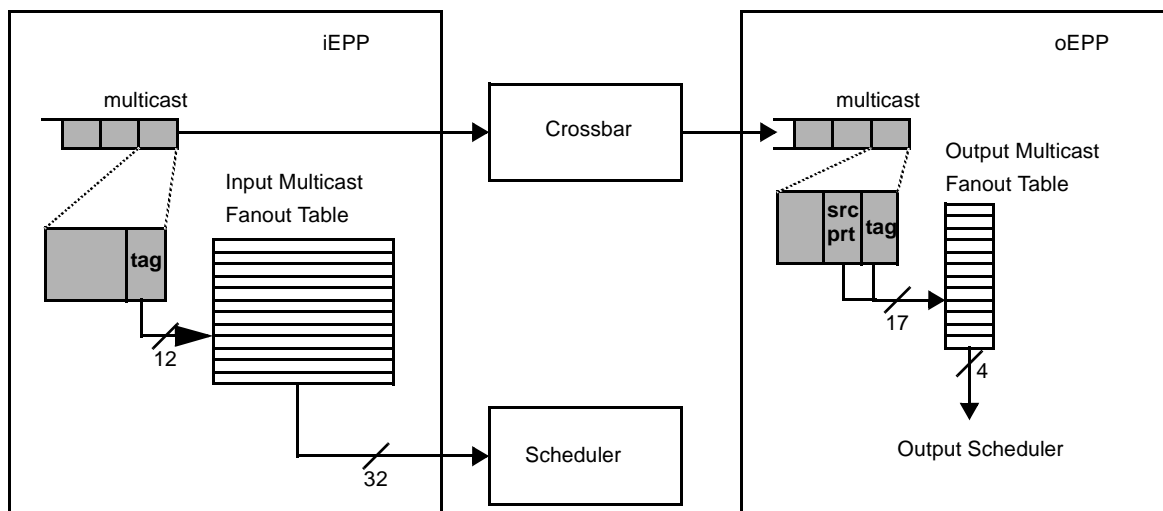 iEPP
multicast
tag
12
Input Multicast
Fanout Table
32
Crossbar
Scheduler
oEPP
multicast
src
prt
tag
17
Output Multicast
Fanout Table
4
Output Scheduler